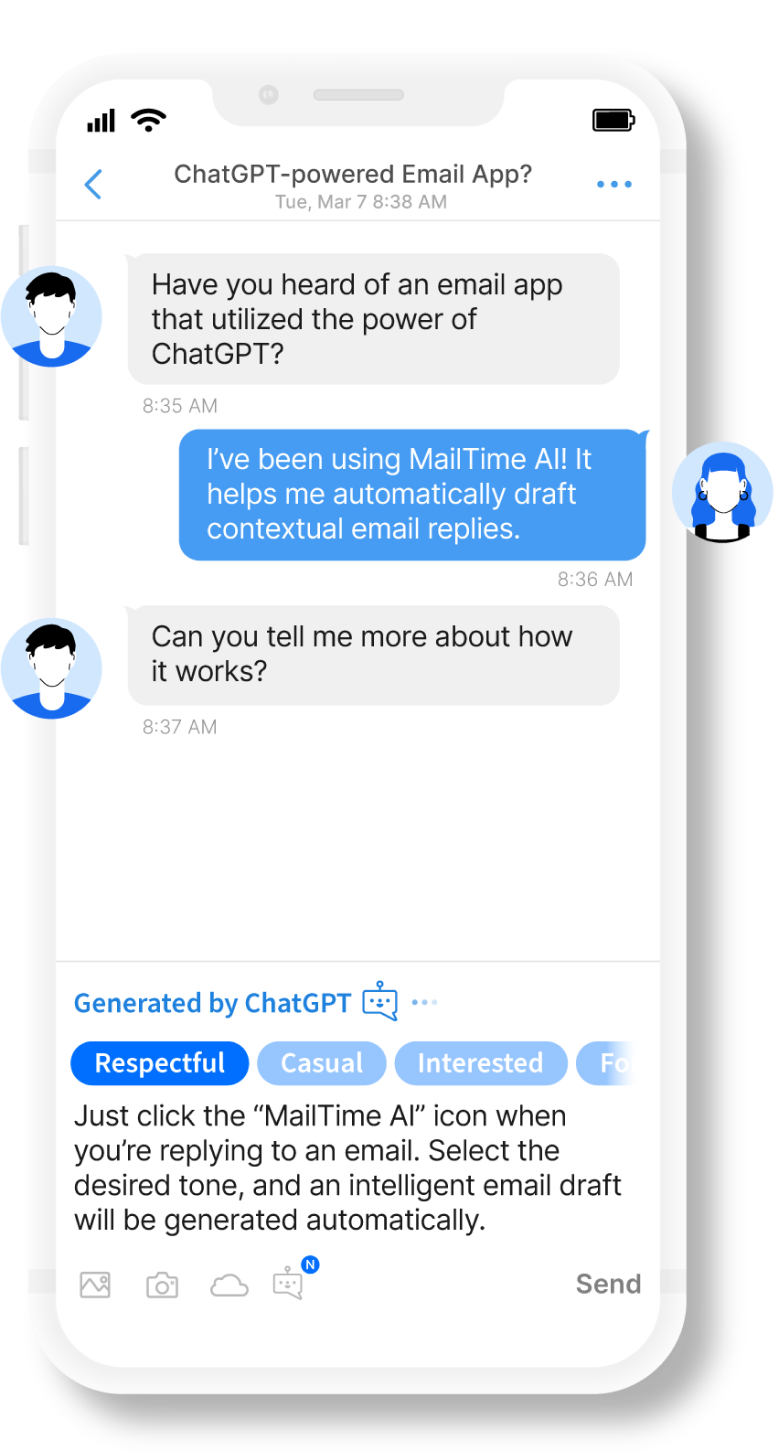 ChatGPT-powered Email App?
Tue, Mar 7 8:38 AM
Have you heard of an email app
that utilized the power of
ChatGPT?
8:35 AM
I’ve been using MailTime AI! It
helps me automatically draft
contextual email replies.
8:36 AM
Can you tell me more about how
it works?
8:37 AM
Generated by ChatGPT
Respectful Casual Interested Fo
Just click the “MailTime AI” icon when
you’re replying to an email. Select the
desired tone, and an intelligent email draft
will be generated automatically.
N
Send